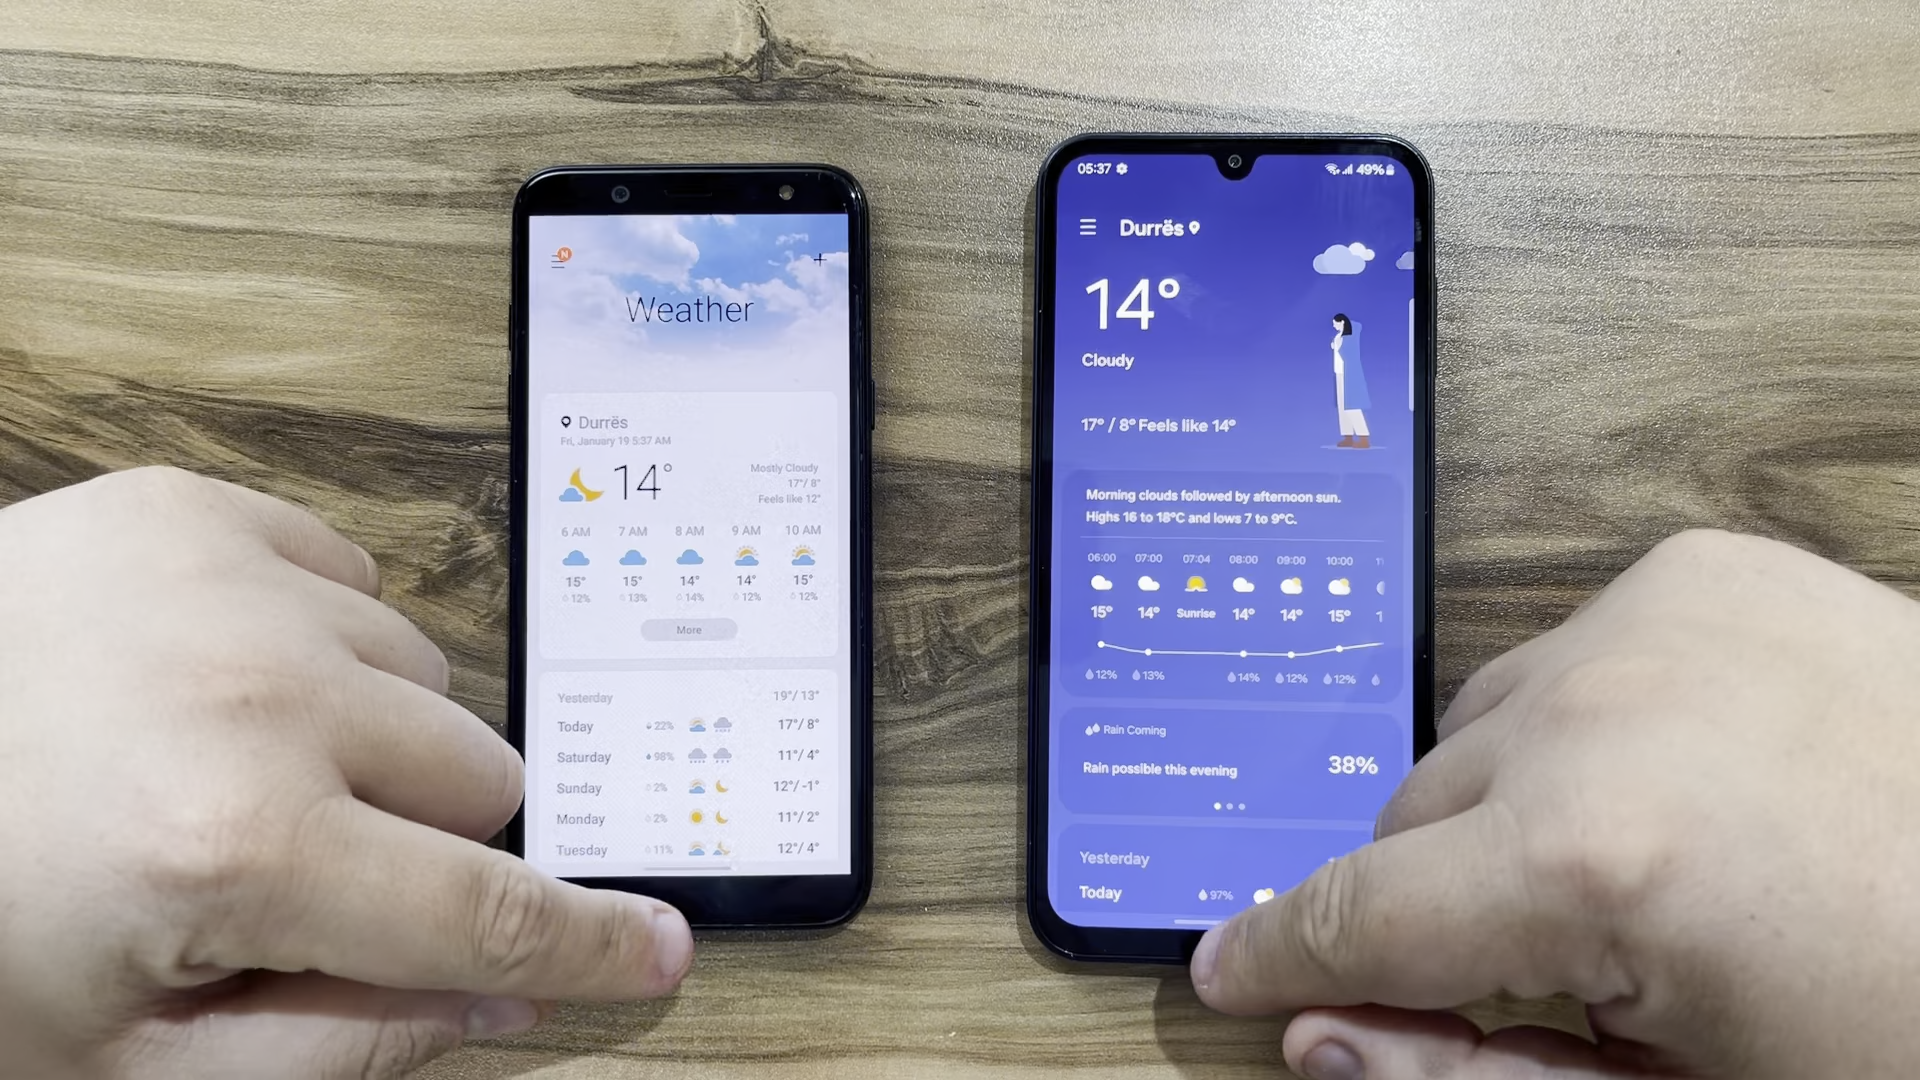 N
+
Weather
Durrës
Fri, January 19 5:37 AM
14°
Mostly Cloudy
17°/ 8°
Feels like 12°
6 AM 7 AM 8 AM 9 AM 10 AM
15° 15° 14° 14° 15°
12% 13% 14% 12% 12%
More
Yesterday 19°/ 13°
Today 22% 17°/ 8°
Saturday 98% 11°/ 4°
Sunday 2% 12°/ -1°
Monday 2% 11°/ 2°
Tuesday 11% 12°/ 4°
05:37 49%
Durrës
14°
Cloudy
17° / 8° Feels like 14°
Morning clouds followed by afternoon sun.
Highs 16 to 18°C and lows 7 to 9°C.
06:00 07:00 07:04 08:00 09:00 10:00
15° 14° Sunrise 14° 14° 15°
12% 13% 14% 12% 12%
Rain Coming
Rain possible this evening 38%
Yesterday
Today 97%